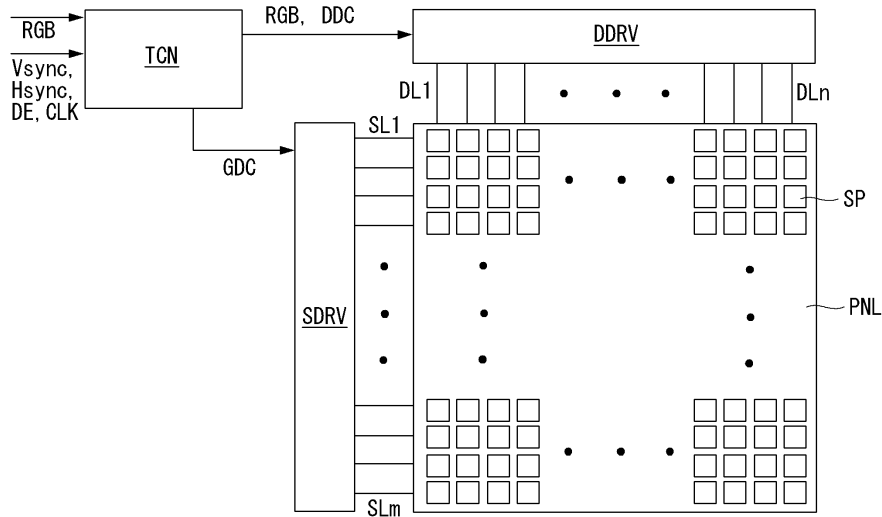 RGB
Vsync,
Hsync,
DE, CLK
TCN
RGB, DDC
DDRV
DL1
DLn
GDC
SL1
SDRV
SP
PNL
SLm